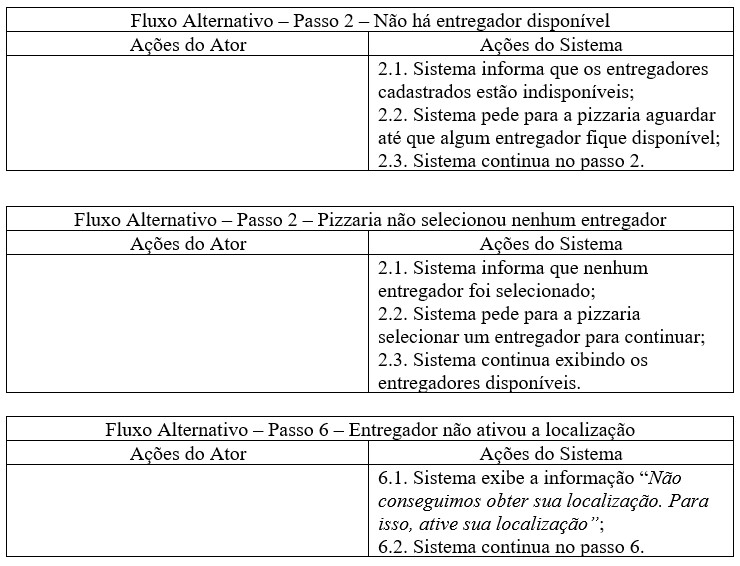 Fluxo Alternativo – Passo 2 – Não há entregador disponível
Ações do Ator
Ações do Sistema
2.1. Sistema informa que os entregadores
cadastrados estão indisponíveis;
2.2. Sistema pede para a pizzaria aguardar
até que algum entregador fique disponível;
2.3. Sistema continua no passo 2.
Fluxo Alternativo – Passo 2 – Pizzaria não selecionou nenhum entregador
Ações do Ator
Ações do Sistema
2.1. Sistema informa que nenhum
entregador foi selecionado;
2.2. Sistema pede para a pizzaria
selecionar um entregador para continuar;
2.3. Sistema continua exibindo os
entregadores disponíveis.
Fluxo Alternativo – Passo 6 – Entregador não ativou a localização
Ações do Ator
Ações do Sistema
6.1. Sistema exibe a informação “Não
conseguimos obter sua localização. Para
isso, ative sua localização”;
6.2. Sistema continua no passo 6.